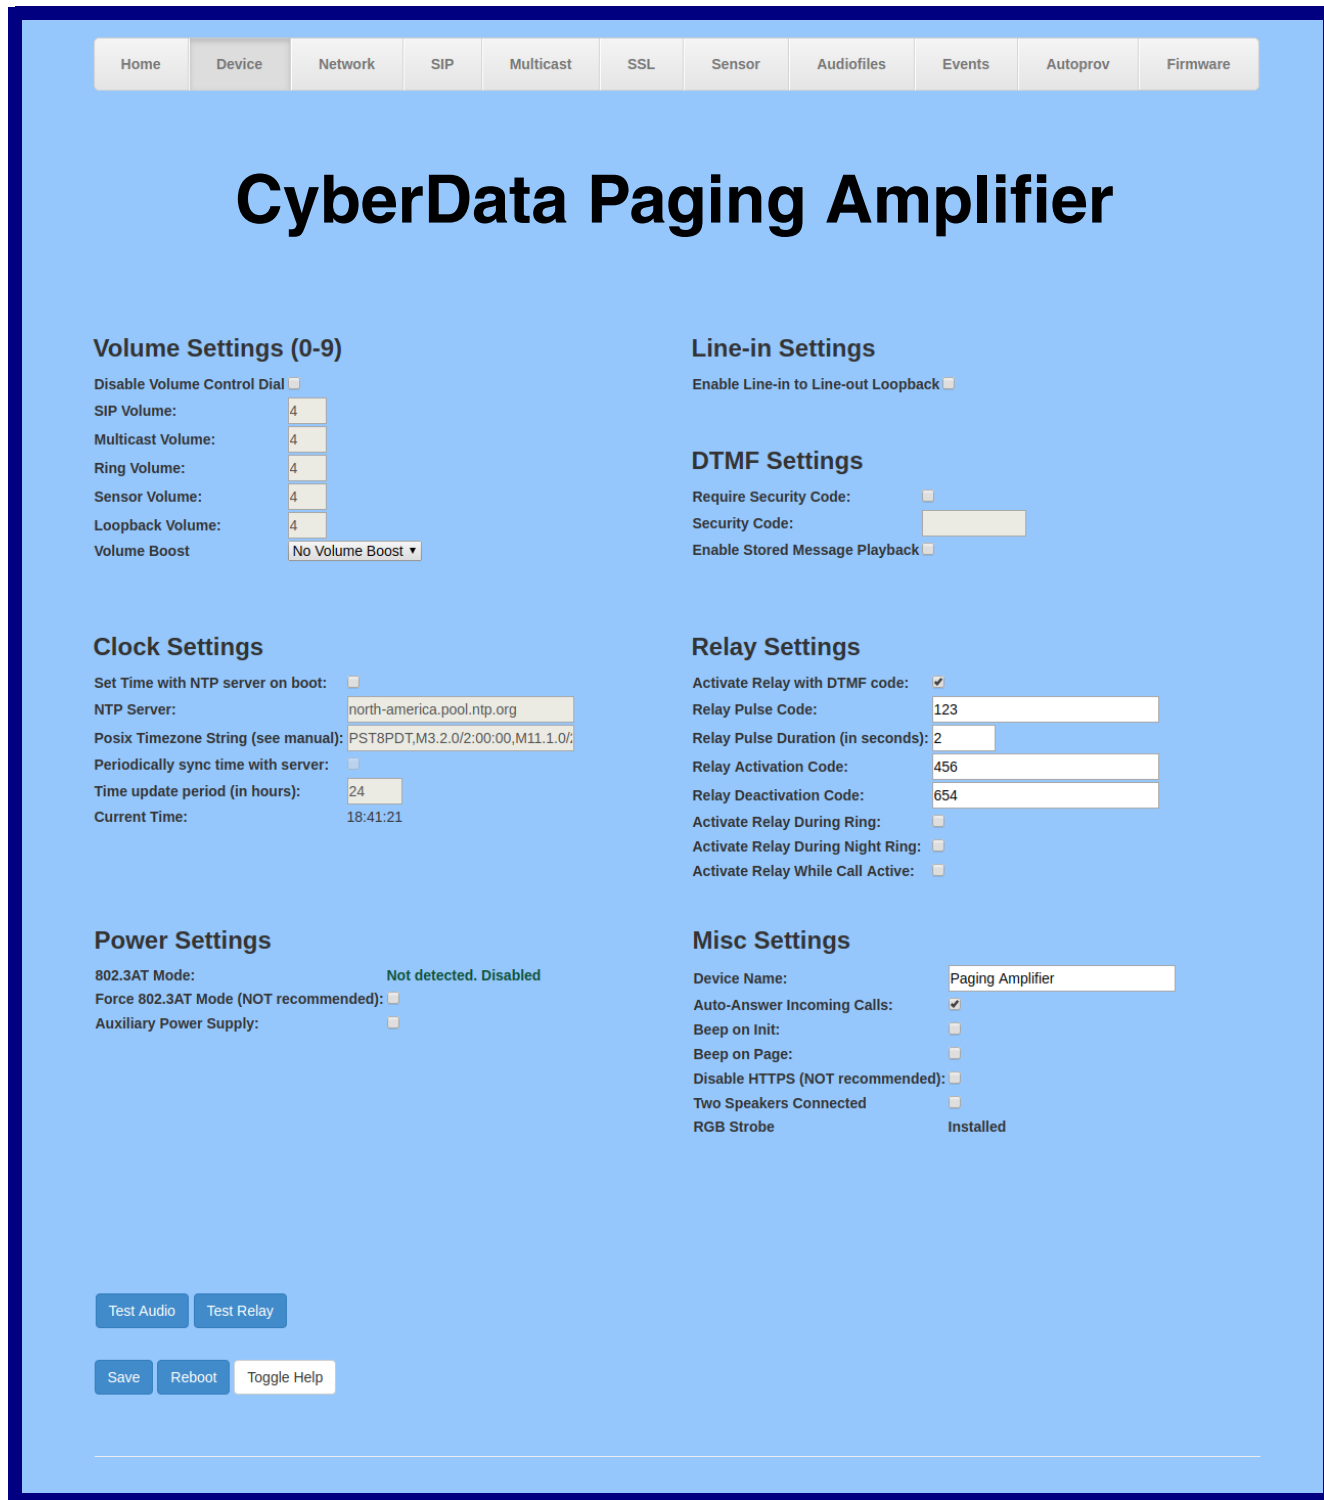 Home Device Network SIP Multicast SSL Sensor Audiofiles Events Autoprov Firmware
CyberData Paging Amplifier
Volume Settings (0-9)
Disable Volume Control Dial
SIP Volume: 4
Multicast Volume: 4
Ring Volume: 4
Sensor Volume: 4
Loopback Volume: 4
Volume Boost No Volume Boost
Line-in Settings
Enable Line-in to Line-out Loopback
DTMF Settings
Require Security Code:
Security Code:
Enable Stored Message Playback
Clock Settings
Set Time with NTP server on boot:
NTP Server: north-america.pool.ntp.org
Posix Timezone String (see manual): PST8PDT,M3.2.0/2:00:00,M11.1.0/
Periodically sync time with server:
Time update period (in hours): 24
Current Time: 18:41:21
Relay Settings
Activate Relay with DTMF code:
Relay Pulse Code: 123
Relay Pulse Duration (in seconds): 2
Relay Activation Code: 456
Relay Deactivation Code: 654
Activate Relay During Ring:
Activate Relay During Night Ring:
Activate Relay While Call Active:
Power Settings
802.3AT Mode: Not detected. Disabled
Force 802.3AT Mode (NOT recommended):
Auxiliary Power Supply:
Misc Settings
Device Name: Paging Amplifier
Auto-Answer Incoming Calls:
Beep on Init:
Beep on Page:
Disable HTTPS (NOT recommended):
Two Speakers Connected
RGB Strobe Installed
Test Audio Test Relay
Save Reboot Toggle Help